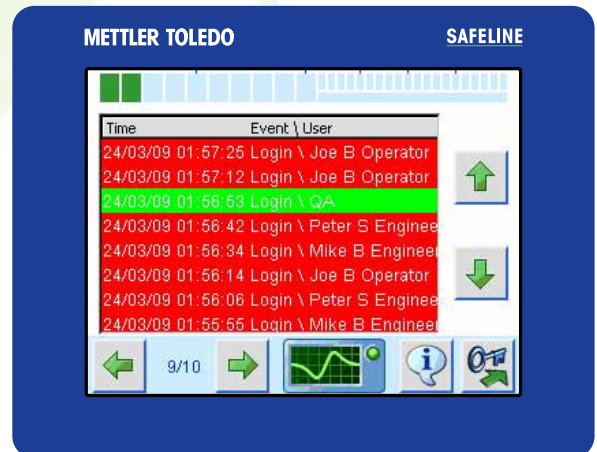 METTLER TOLEDO SAFELINE
Time Event \ User
24/03/09 01:57:25 Login \ Joe B Operator
24/03/09 01:57:12 Login \ Joe B Operator
24/03/09 01:56:53 Login \ QA
24/03/09 01:56:42 Login \ Peter S Enginee
24/03/09 01:56:34 Login \ Mike B Engineer
24/03/09 01:56:14 Login \ Joe B Operator
24/03/09 01:56:06 Login \ Peter S Enginee
24/03/09 01:55:55 Login \ Mike B Engineer
9/10
i